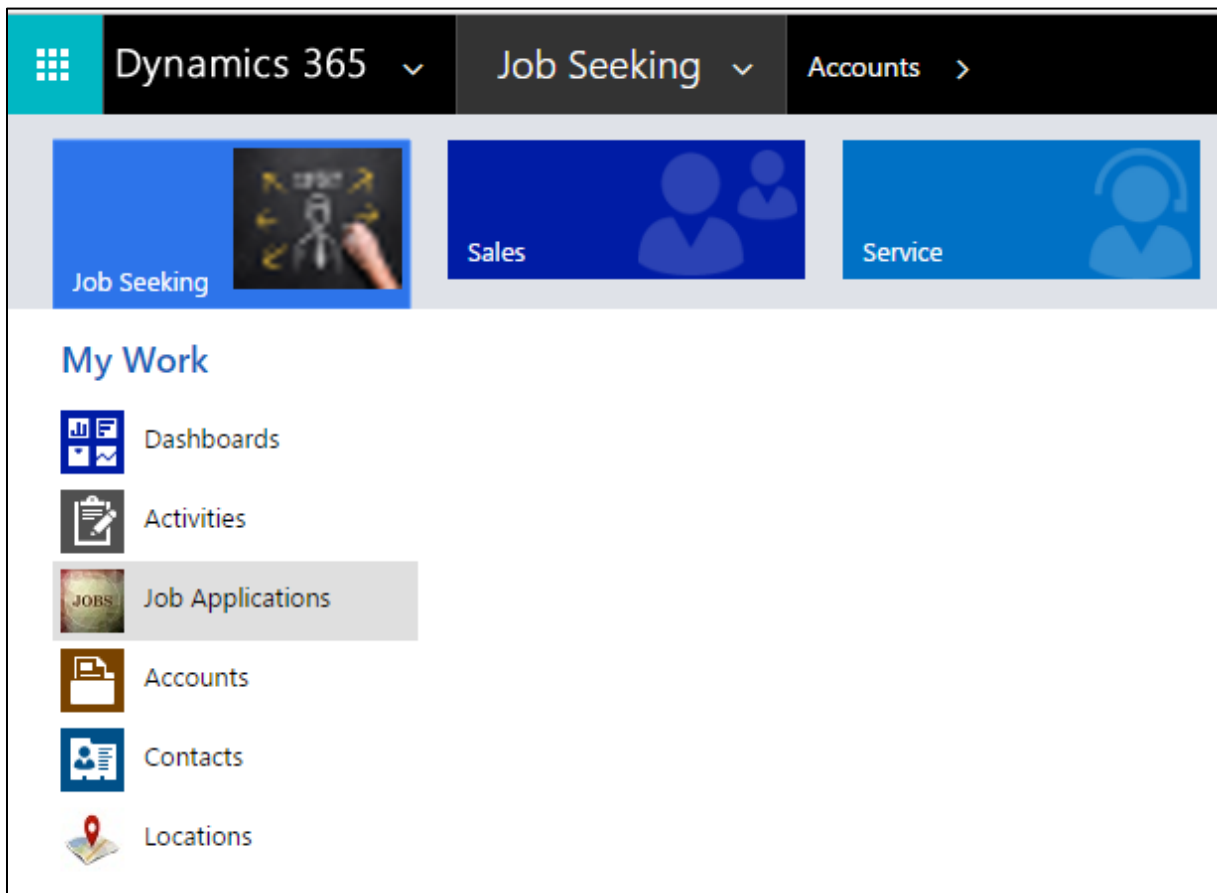 Dynamics 365 Job Seeking Accounts
Job Seeking Sales Service
My Work
Dashboards
Activities
JOBS Job Applications
Accounts
Contacts
Locations